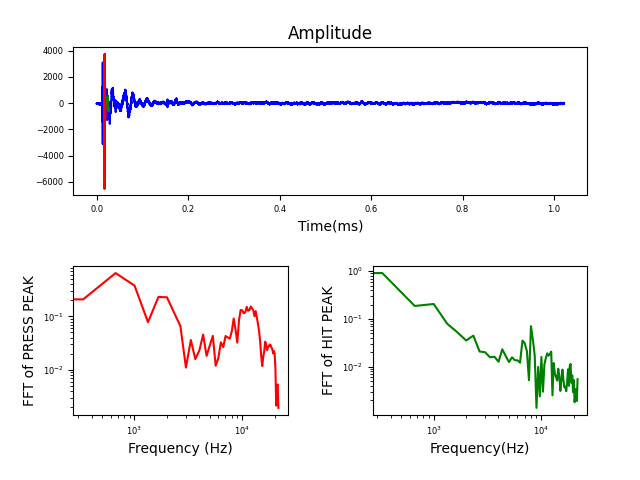 Amplitude
4000
2000
0
−2000
−4000
−6000
0.0 0.2 0.4 0.6 0.8 1.0
Time(ms)
FFT of PRESS PEAK
10⁻¹
10⁻²
10³ 10⁴
Frequency (Hz)
FFT of HIT PEAK
10⁰
10⁻¹
10⁻²
10³ 10⁴
Frequency(Hz)